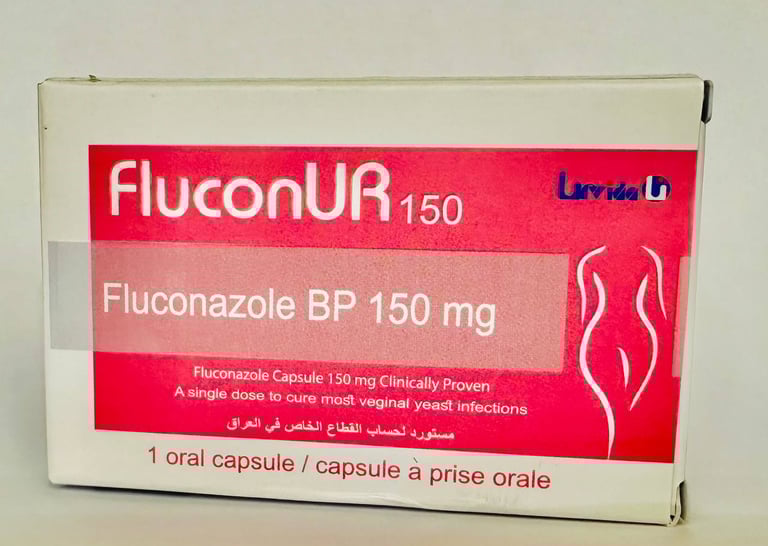 FluconUR 150
Fluconazole BP 150 mg
Fluconazole Capsule 150 mg Clinically Proven
A single dose to cure most veginal yeast infections
مستورد لحساب القطاع الخاص في العراق
1 oral capsule / capsule à prise orale